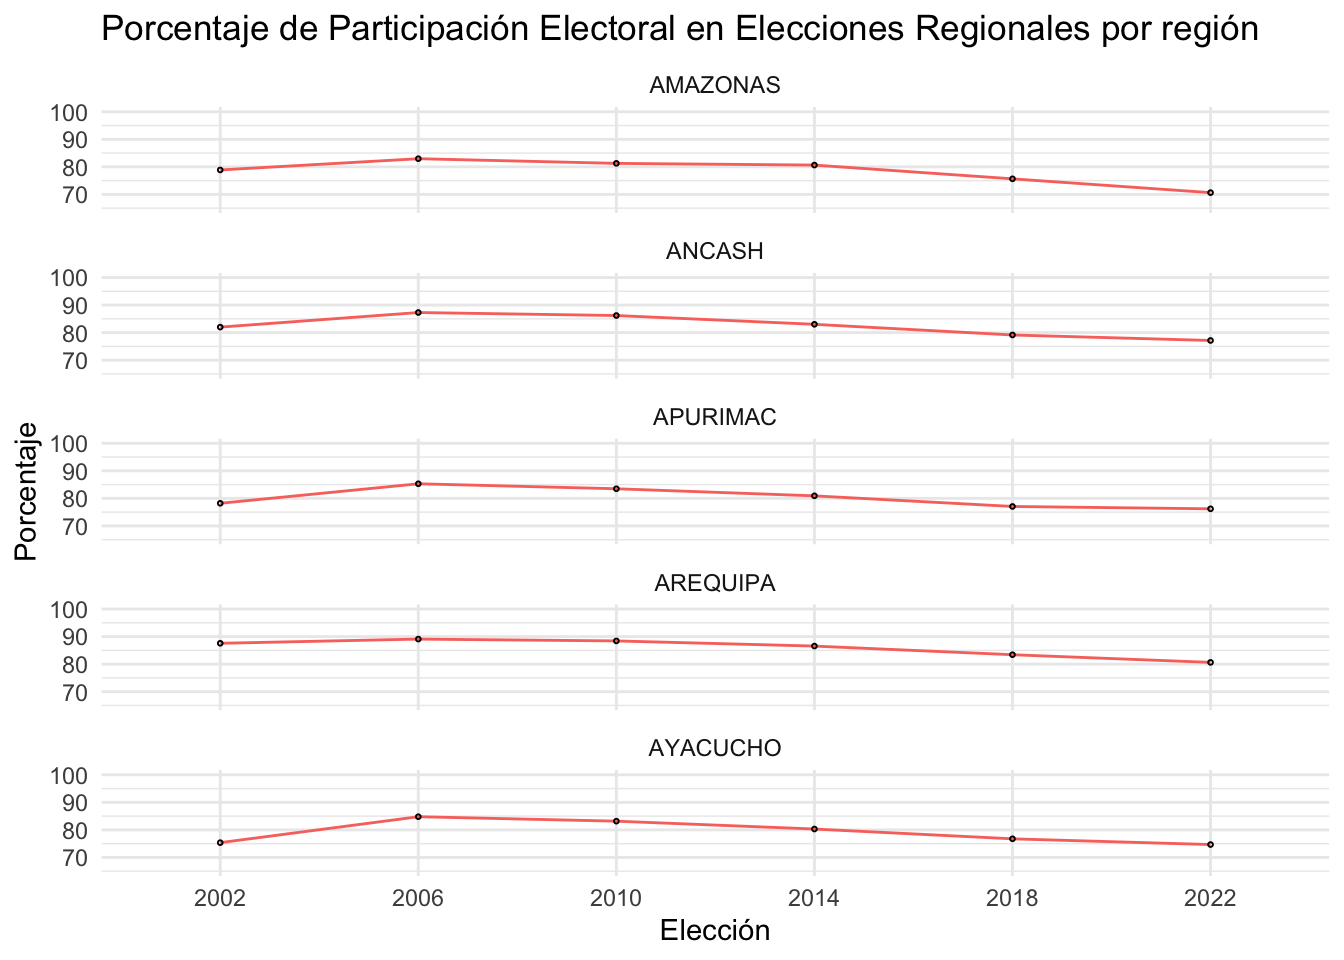 Porcentaje de Participación Electoral en Elecciones Regionales por región
AMAZONAS
100
90
80
70
ANCASH
100
90
80
70
APURIMAC
100
90
80
70
Porcentaje
AREQUIPA
100
90
80
70
AYACUCHO
100
90
80
70
2002 2006 2010 2014 2018 2022
Elección